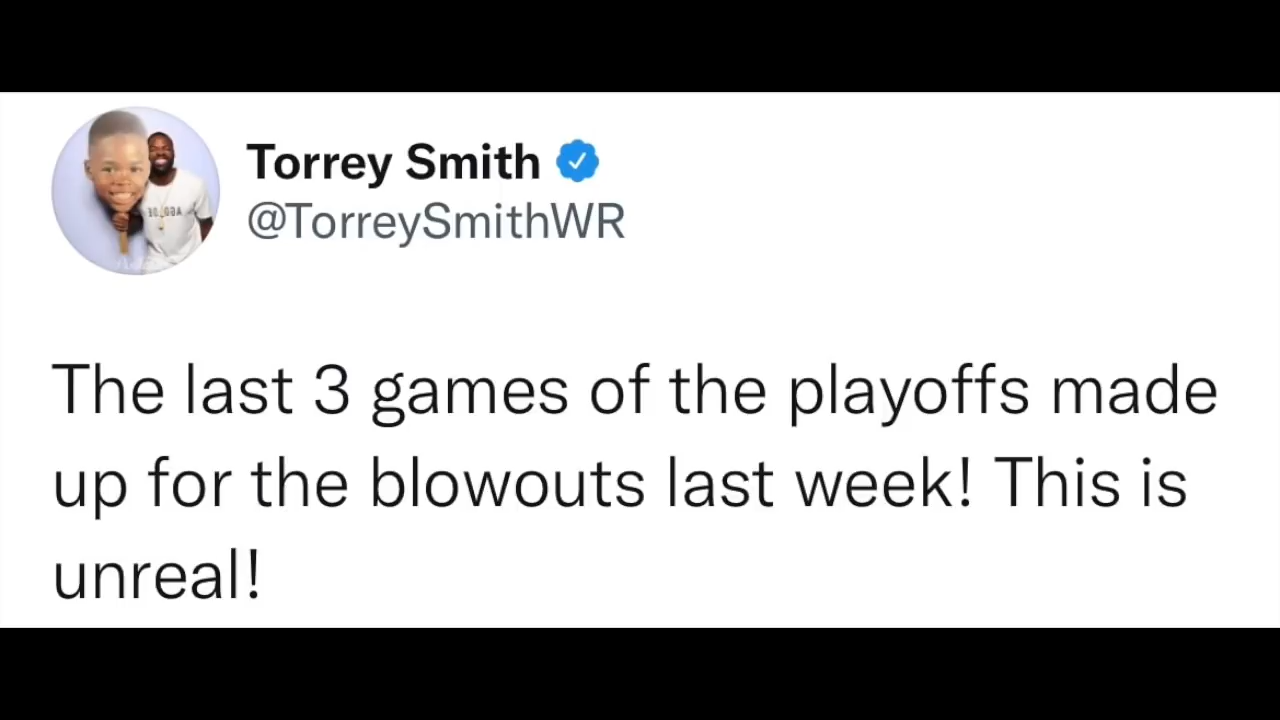 Torrey Smith
@TorreySmithWR
The last 3 games of the playoffs made
up for the blowouts last week! This is
unreal!